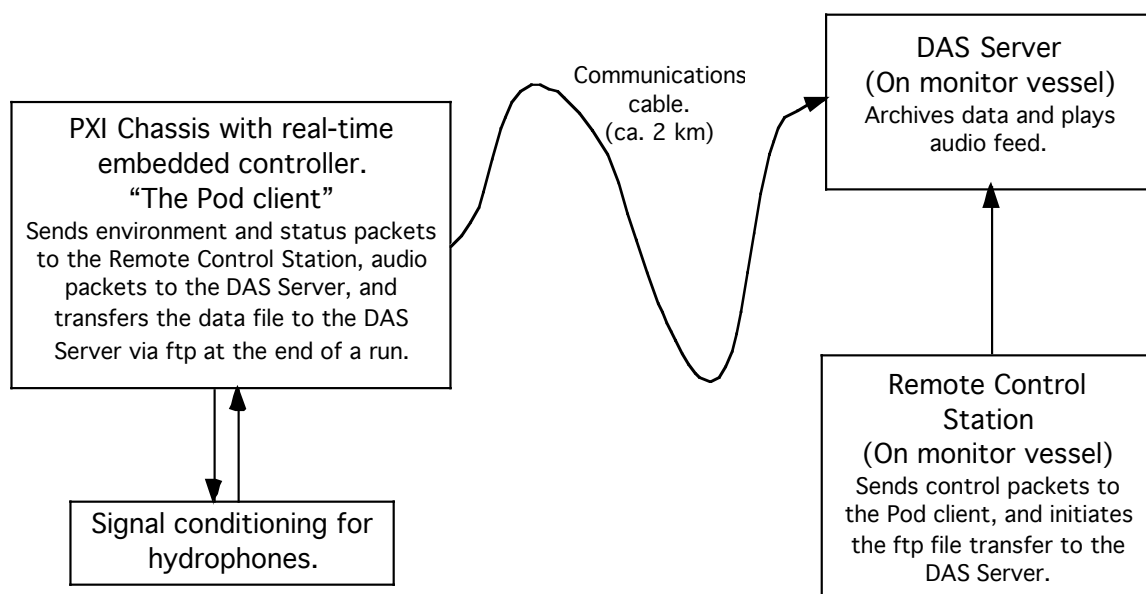 PXI Chassis with real-time
embedded controller.
“The Pod client”
Sends environment and status packets
to the Remote Control Station, audio
packets to the DAS Server, and
transfers the data file to the DAS
Server via ftp at the end of a run.
Signal conditioning for
hydrophones.
Communications
cable.
(ca. 2 km)
DAS Server
(On monitor vessel)
Archives data and plays
audio feed.
Remote Control
Station
(On monitor vessel)
Sends control packets to
the Pod client, and initiates
the ftp file transfer to the
DAS Server.